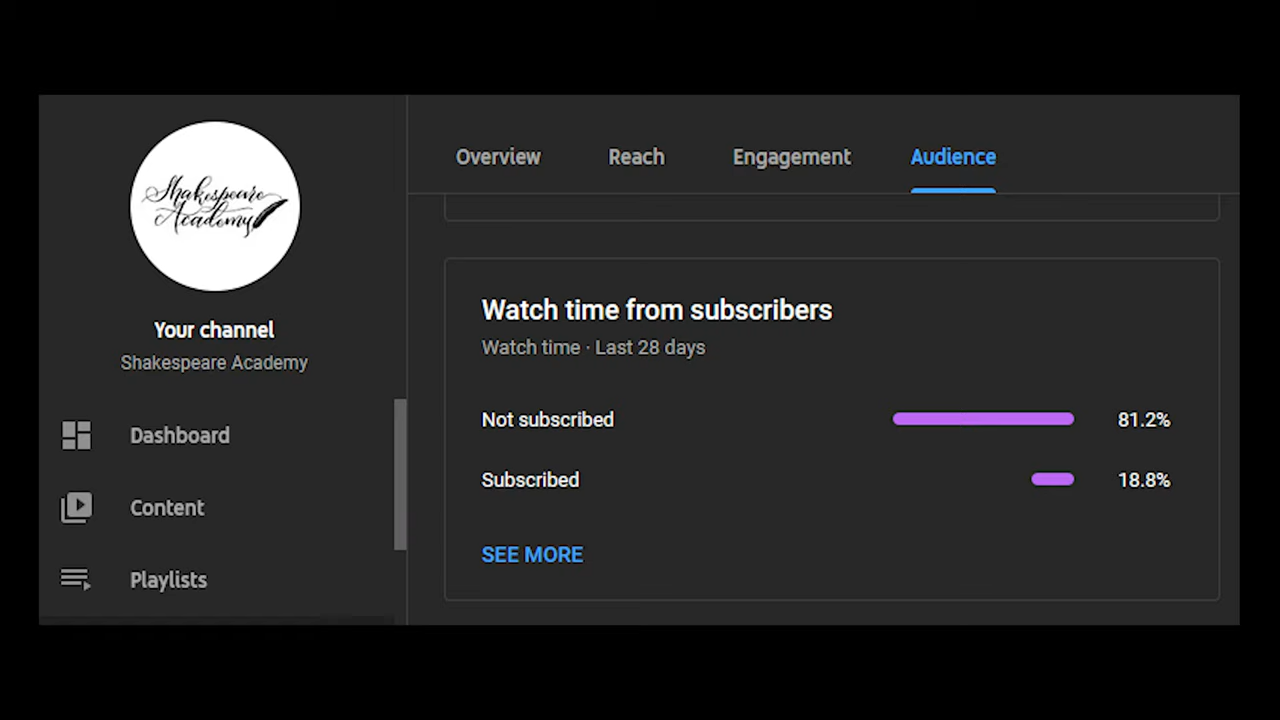 Shakespeare
Academy
Your channel
Shakespeare Academy
Dashboard
Content
Playlists
Overview Reach Engagement Audience
Watch time from subscribers
Watch time · Last 28 days
Not subscribed 81.2%
Subscribed 18.8%
SEE MORE